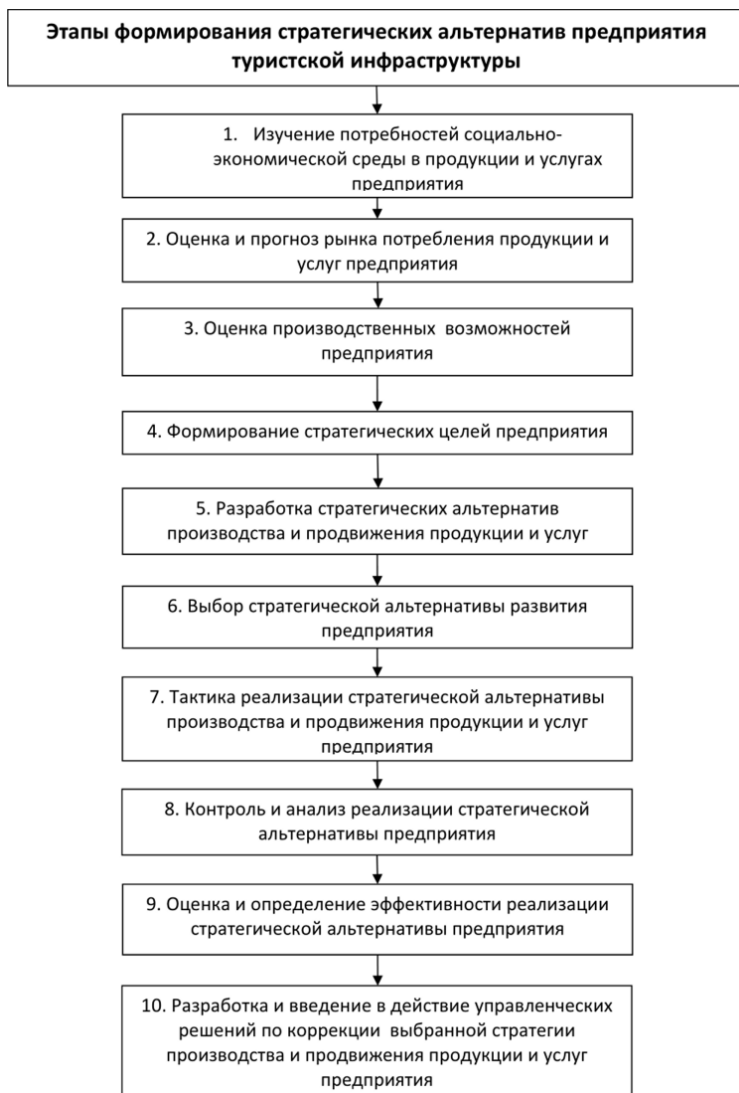 Этапы формирования стратегических альтернатив предприятия
туристской инфраструктуры
1. Изучение потребностей социально-
экономической среды в продукции и услугах
предприятия
2. Оценка и прогноз рынка потребления продукции и
услуг предприятия
3. Оценка производственных возможностей
предприятия
4. Формирование стратегических целей предприятия
5. Разработка стратегических альтернатив
производства и продвижения продукции и услуг
6. Выбор стратегической альтернативы развития
предприятия
7. Тактика реализации стратегической альтернативы
производства и продвижения продукции и услуг
предприятия
8. Контроль и анализ реализации стратегической
альтернативы предприятия
9. Оценка и определение эффективности реализации
стратегической альтернативы предприятия
10. Разработка и введение в действие управленческих
решений по коррекции выбранной стратегии
производства и продвижения продукции и услуг
предприятия